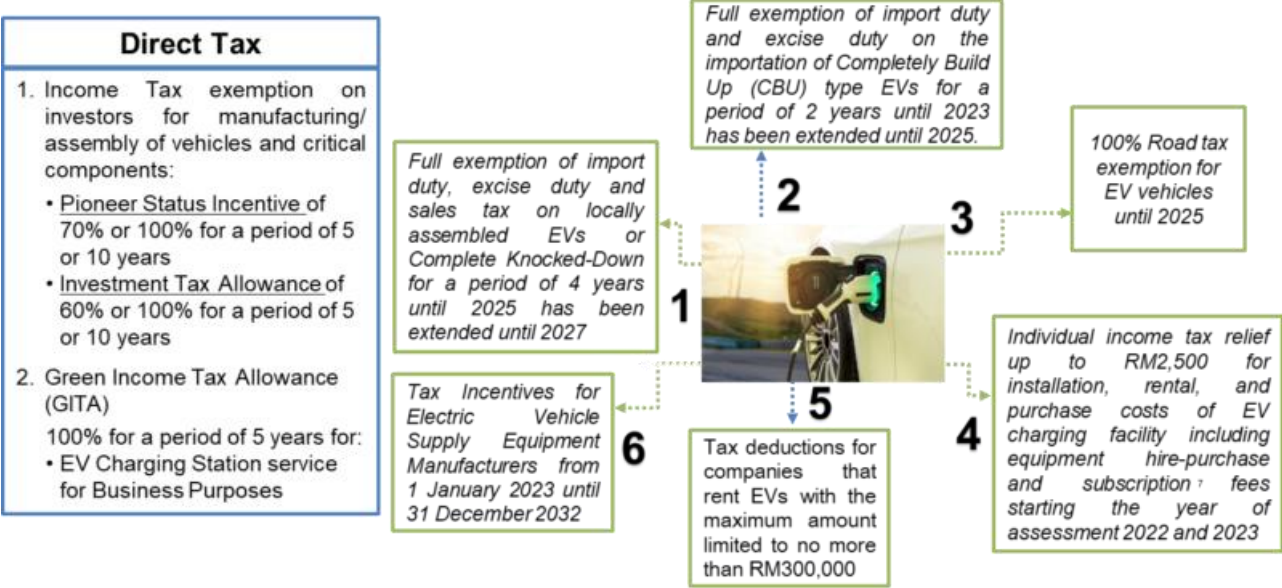 Direct Tax
1. Income Tax exemption on
investors for manufacturing/
assembly of vehicles and critical
components:
• Pioneer Status Incentive of
70% or 100% for a period of 5
or 10 years
• Investment Tax Allowance of
60% or 100% for a period of 5
or 10 years
2. Green Income Tax Allowance
(GITA)
100% for a period of 5 years for:
• EV Charging Station service
for Business Purposes
Full exemption of import
duty, excise duty and
sales tax on locally
assembled EVs or
Complete Knocked-Down
for a period of 4 years
until 2025 has been
extended until 2027
1
Full exemption of import duty
and excise duty on the
importation of Completely Build
Up (CBU) type EVs for a
period of 2 years until 2023
has been extended until 2025.
2
100% Road tax
exemption for
EV vehicles
until 2025
3
Individual income tax relief
up to RM2,500 for
installation, rental, and
purchase costs of EV
charging facility including
equipment hire-purchase
and subscription 7 fees
starting the year of
assessment 2022 and 2023
4
Tax deductions for
companies that
rent EVs with the
maximum amount
limited to no more
than RM300,000
5
Tax Incentives for
Electric Vehicle
Supply Equipment
Manufacturers from
1 January 2023 until
31 December 2032
6